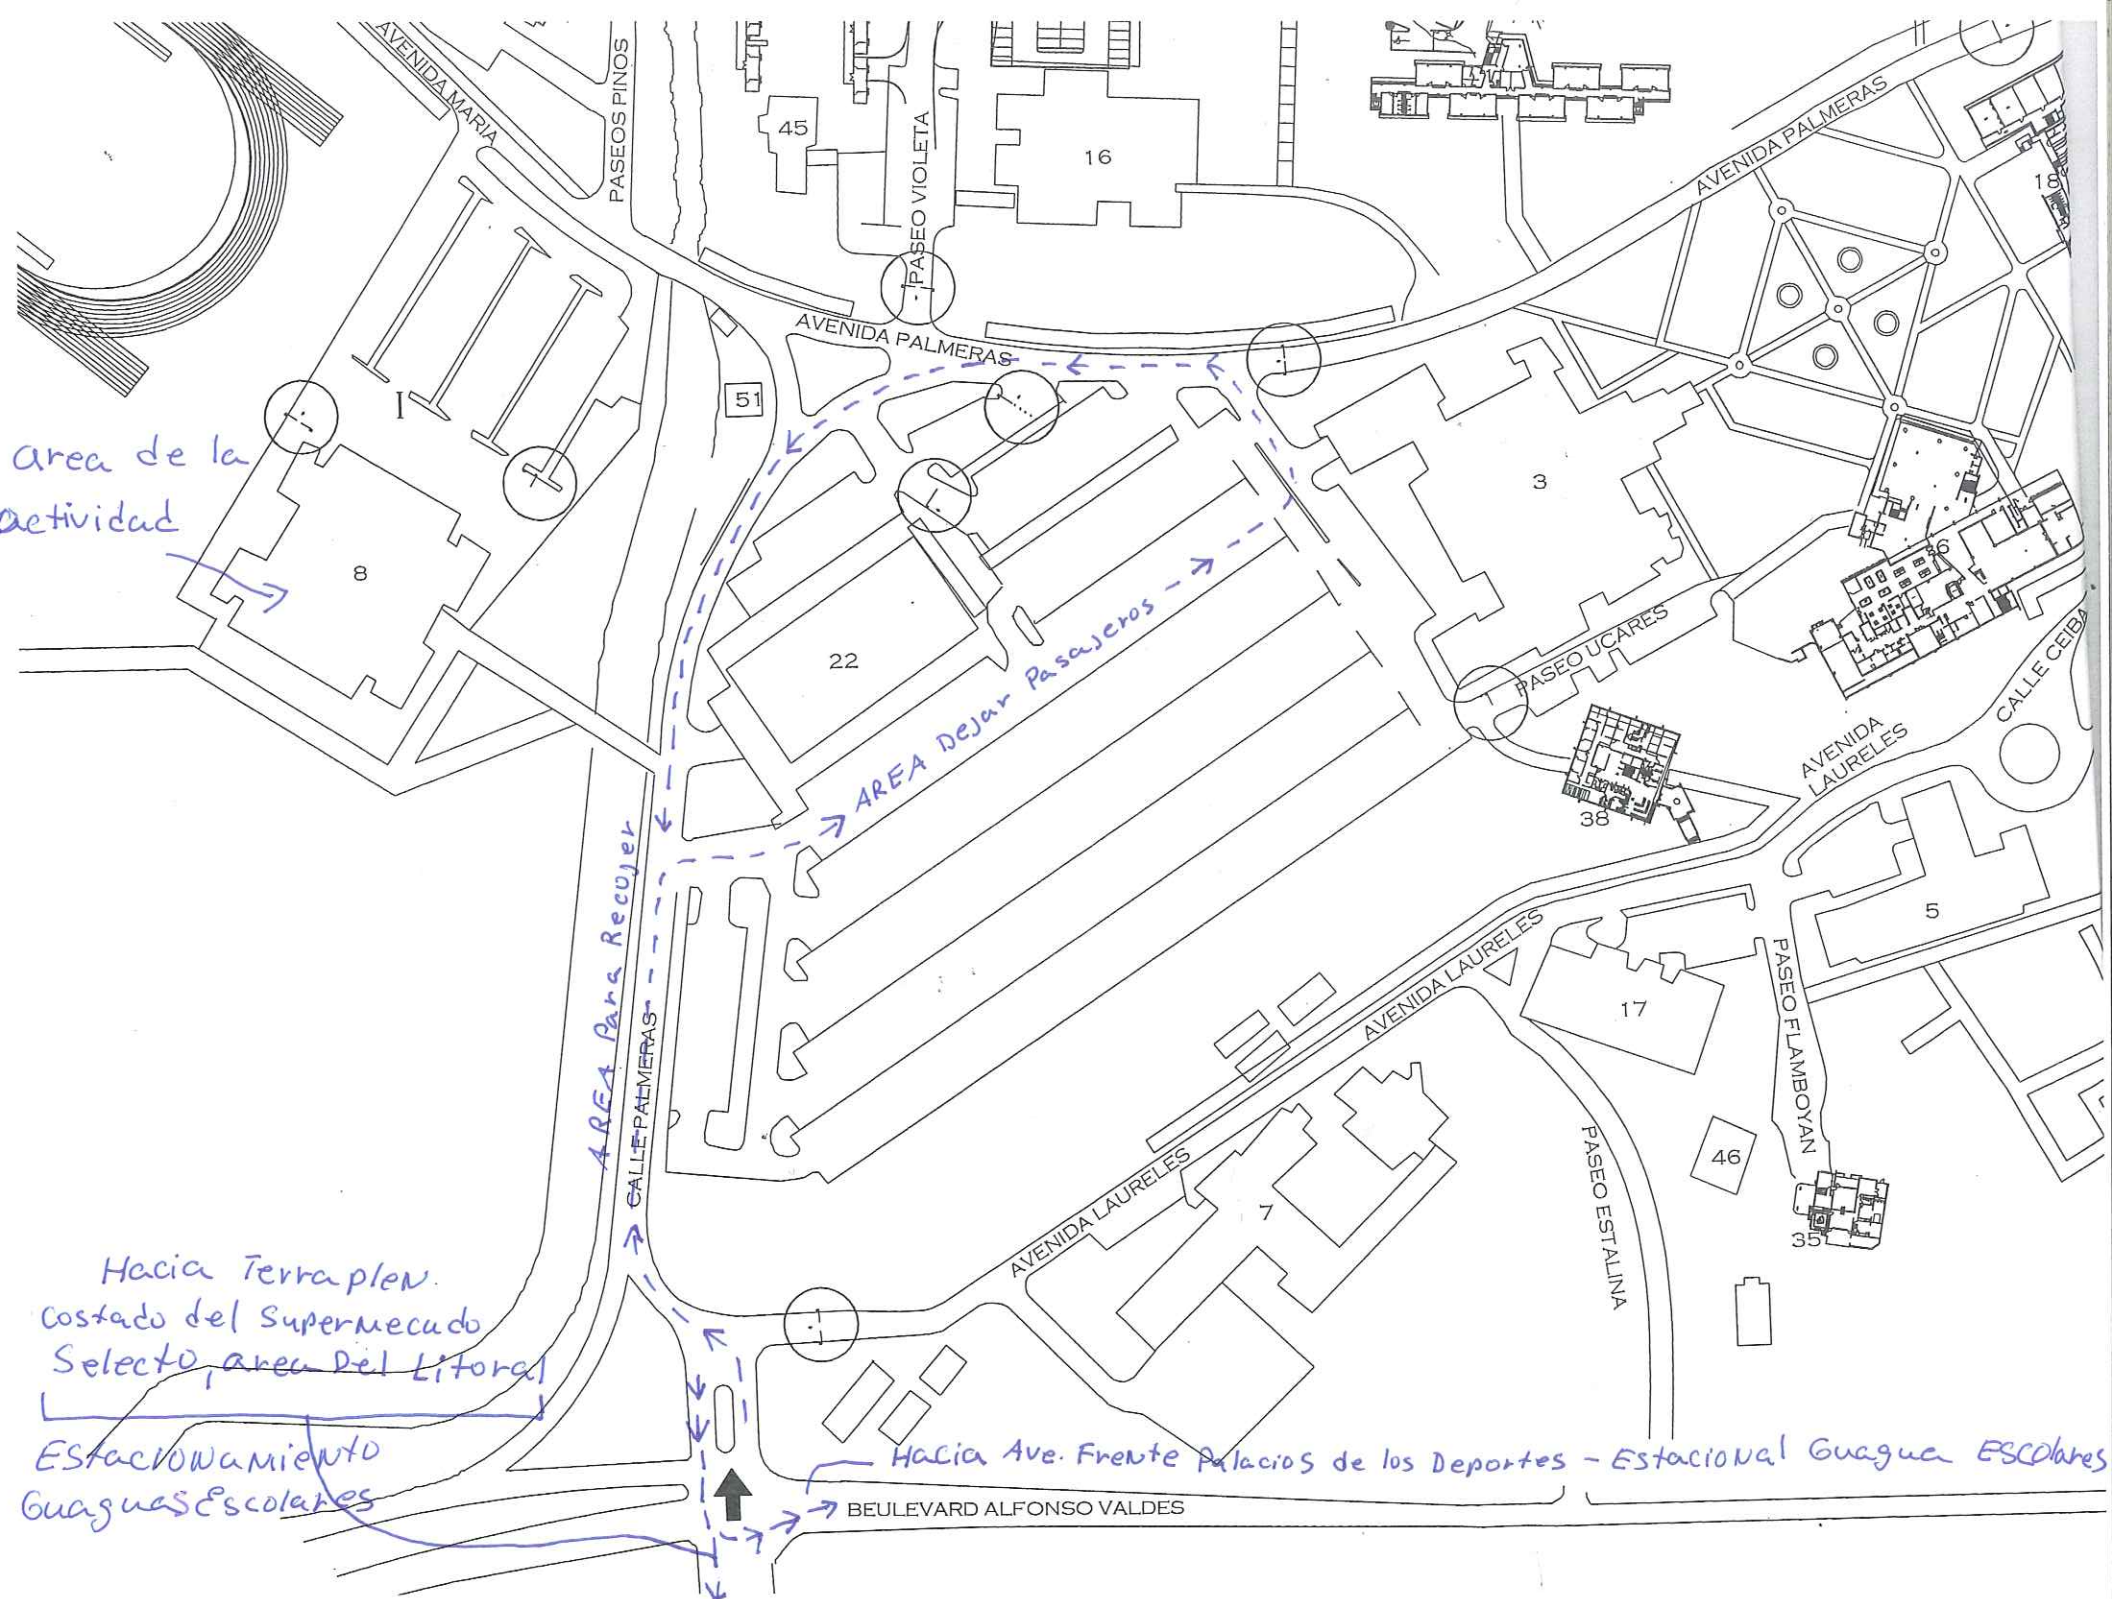 AVENIDA MARIA
PASEOS PINOS
45
PASEO VIOLETA
16
AVENIDA PALMERAS
18
AVENIDA PALMERAS
51
I
area de la
actividad
8
3
36
22
AREA Dejar Pasajeros
PASEO UCARES
CALLE CEIBA
AVENIDA
LAURELES
38
AREA Para Recojer
CALLE PALMERAS
5
AVENIDA LAURELES
17
PASEO FLAMBOYAN
AVENIDA LAURELES
7
46
PASEO ESTALINA
35
Hacia Terraplen.
Costado del Supermecado
Selecto, area Del Litoral
Estacionamiento
Guaguas Escolares
Hacia Ave. Frente Palacios de los Deportes - Estacional Guagua Escolares
BEULEVARD ALFONSO VALDES